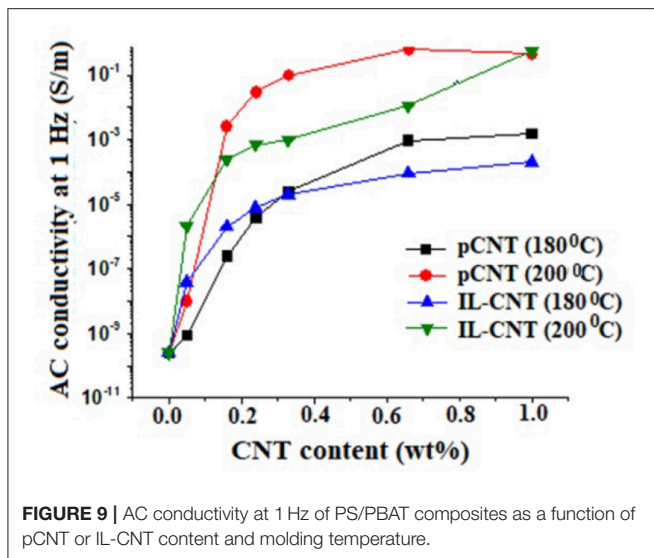 AC conductivity at 1 Hz (S/m)
10⁻¹
10⁻³
10⁻⁵
10⁻⁷
10⁻⁹
10⁻¹¹
pCNT (180⁰C)
pCNT (200⁰C)
IL-CNT (180⁰C)
IL-CNT (200⁰C)
0.0 0.2 0.4 0.6 0.8 1.0
CNT content (wt%)
FIGURE 9 | AC conductivity at 1 Hz of PS/PBAT composites as a function of
pCNT or IL-CNT content and molding temperature.